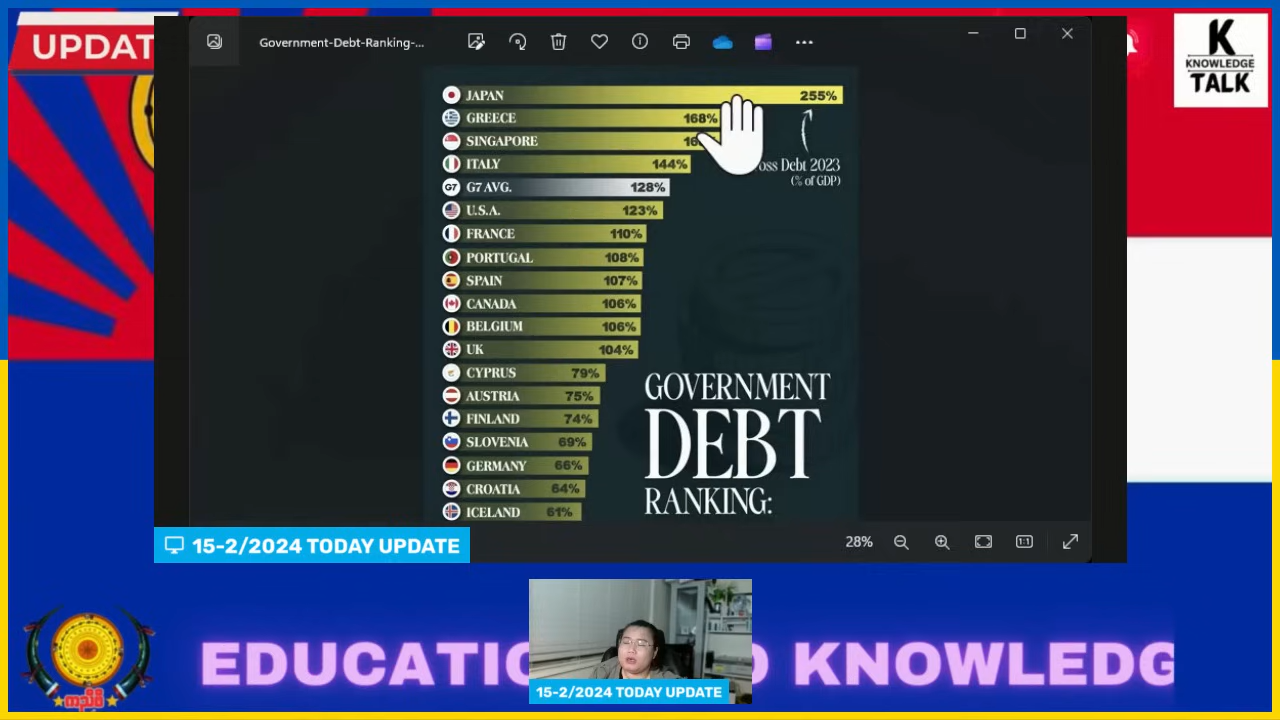 UPDAT
Government-Debt-Ranking-...
K
KNOWLEDGE
TALK
JAPAN 255%
GREECE 168%
SINGAPORE
ITALY 144%
G7 G7 AVG. 128%
U.S.A. 123%
FRANCE 110%
PORTUGAL 108%
SPAIN 107%
CANADA 106%
BELGIUM 106%
UK 104%
CYPRUS 79%
AUSTRIA 75%
FINLAND 74%
SLOVENIA 69%
GERMANY 66%
CROATIA 64%
ICELAND 61%
oss Debt 2023
(% of GDP)
GOVERNMENT
DEBT
RANKING:
28%
1:1
15-2/2024 TODAY UPDATE
EDUCATIO
D KNOWLEDG
15-2/2024 TODAY UPDATE